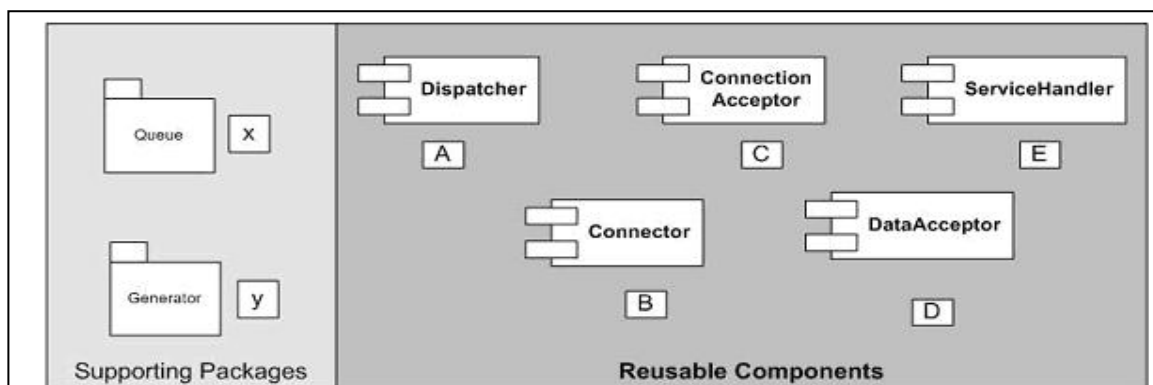 Queue
x
Generator
y
Supporting Packages
Dispatcher
A
Connection
Acceptor
C
ServiceHandler
E
Connector
B
DataAcceptor
D
Reusable Components